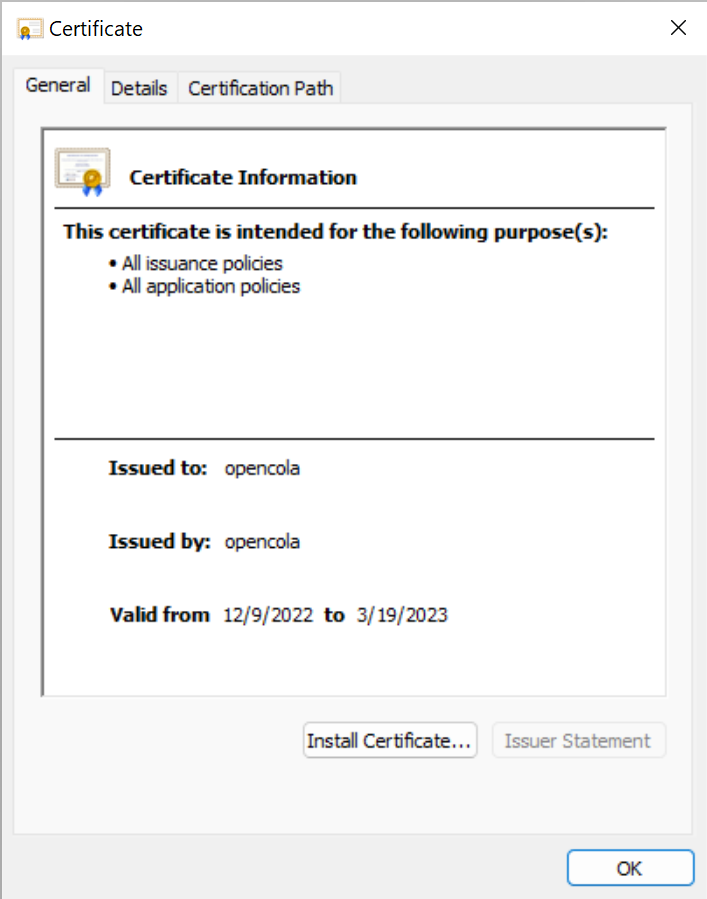 Certificate
General Details Certification Path
Certificate Information
This certificate is intended for the following purpose(s):
• All issuance policies
• All application policies
Issued to: opencola
Issued by: opencola
Valid from 12/9/2022 to 3/19/2023
Install Certificate... Issuer Statement
OK